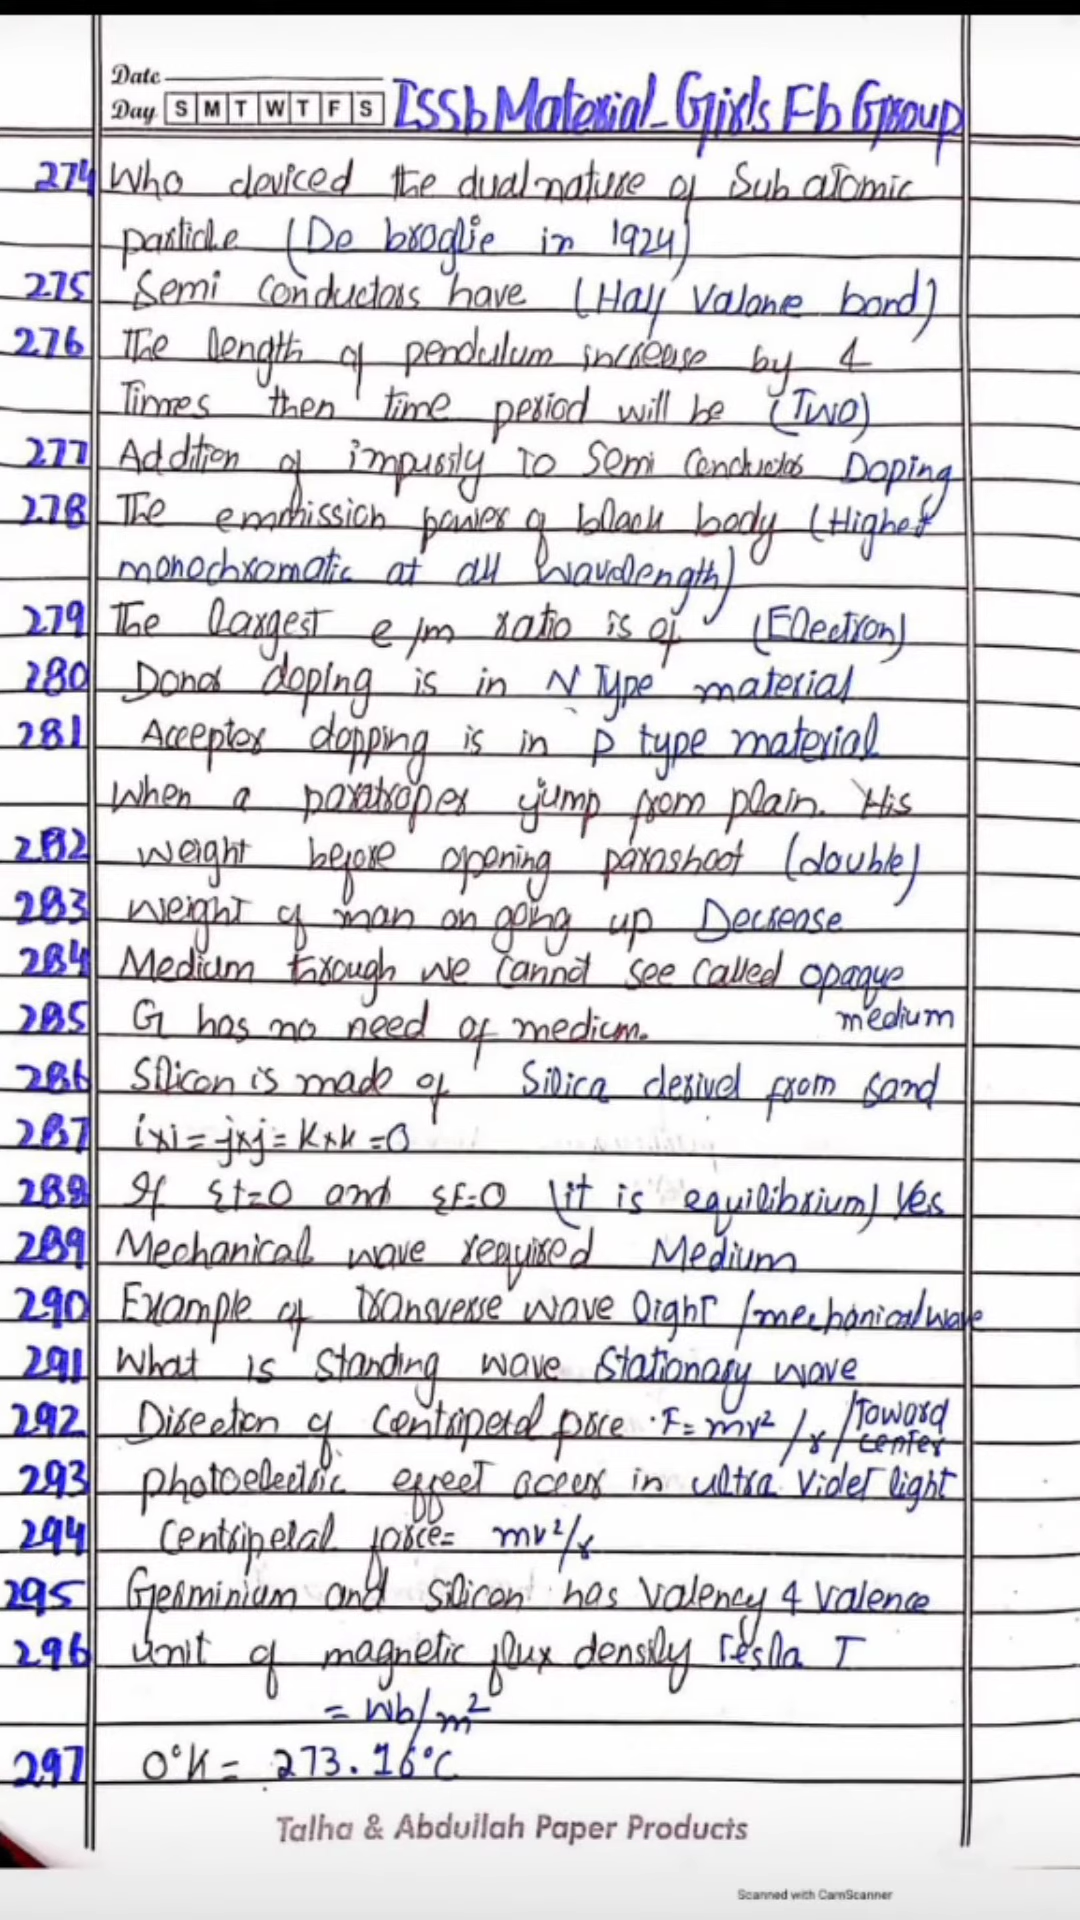 Date
Day S M T W T F S Issb Material_Girls Fb Group
274 Who deviced the dual nature of Sub atomic
particle (De broglie in 1924)
275 Semi Conductors have (Half Valane bond)
276 The length of pendulum increase by 4
Times then time period will be (Two)
277 Addition of impurity to Semi Conductor Doping
278 The emmission power of black body (Highest
monochromatic at all wavelength)
279 The largest e/m ratio is of (Electron)
280 Donor doping is in N Type material
281 Acceptor dopping is in P type material
When a paratroper jump from plain. His
282 weight before opening parashoot (double)
283 weight of man on going up Decrease
284 Medium through we cannot see called opaque
medium
285 G has no need of medium.
286 Silicon is made of Silica derived from sand
287 i×i = j×j = k×k = 0
288 If Σt=0 and ΣF=0 (it is equilibrium) Yes
289 Mechanical wave required Medium
290 Example of transverse wave light /mechanical wave
291 What is standing wave Stationary wave
292 Direction of Centripetal force . F= mv²/r/Toward center
293 photoelectric effect occur in ultra Violet light
294 Centripetal force= mv²/r
295 Germinium and Silicon has valency 4 valence
296 unit of magnetic flux density Tesla T
= Wb/m²
297 0°K = 273.16°C
Talha & Abdullah Paper Products
Scanned with CamScanner